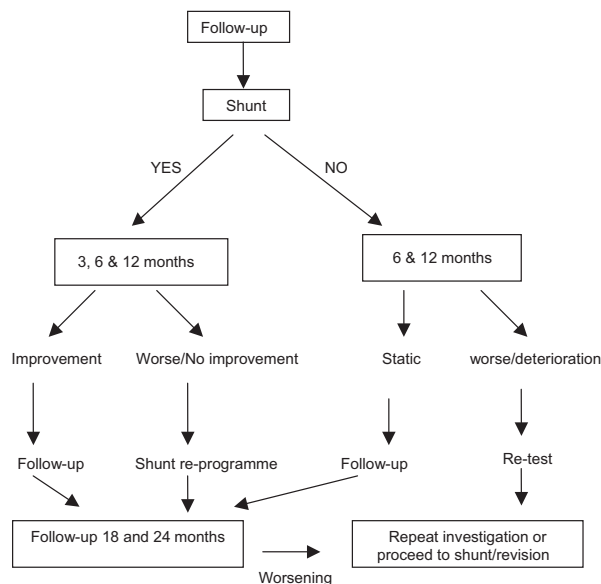 Follow-up
Shunt
YES
NO
3, 6 & 12 months
6 & 12 months
Improvement
Worse/No improvement
Static
worse/deterioration
Follow-up
Shunt re-programme
Follow-up
Re-test
Follow-up 18 and 24 months
Repeat investigation or
proceed to shunt/revision
Worsening